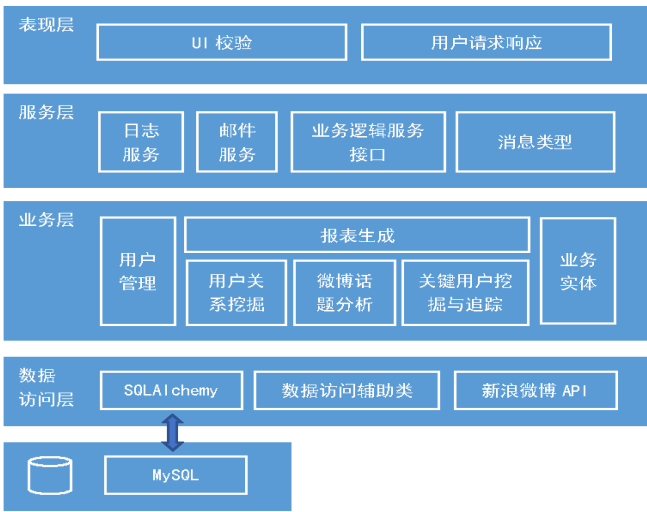 表现层
UI 校验
用户请求响应
服务层
日志
服务
邮件
服务
业务逻辑服务
接口
消息类型
业务层
用户
管理
报表生成
用户关
系挖掘
微博话
题分析
关键用户挖
掘与追踪
业务
实体
数据
访问层
SQLAlchemy
数据访问辅助类
新浪微博 API
MySQL